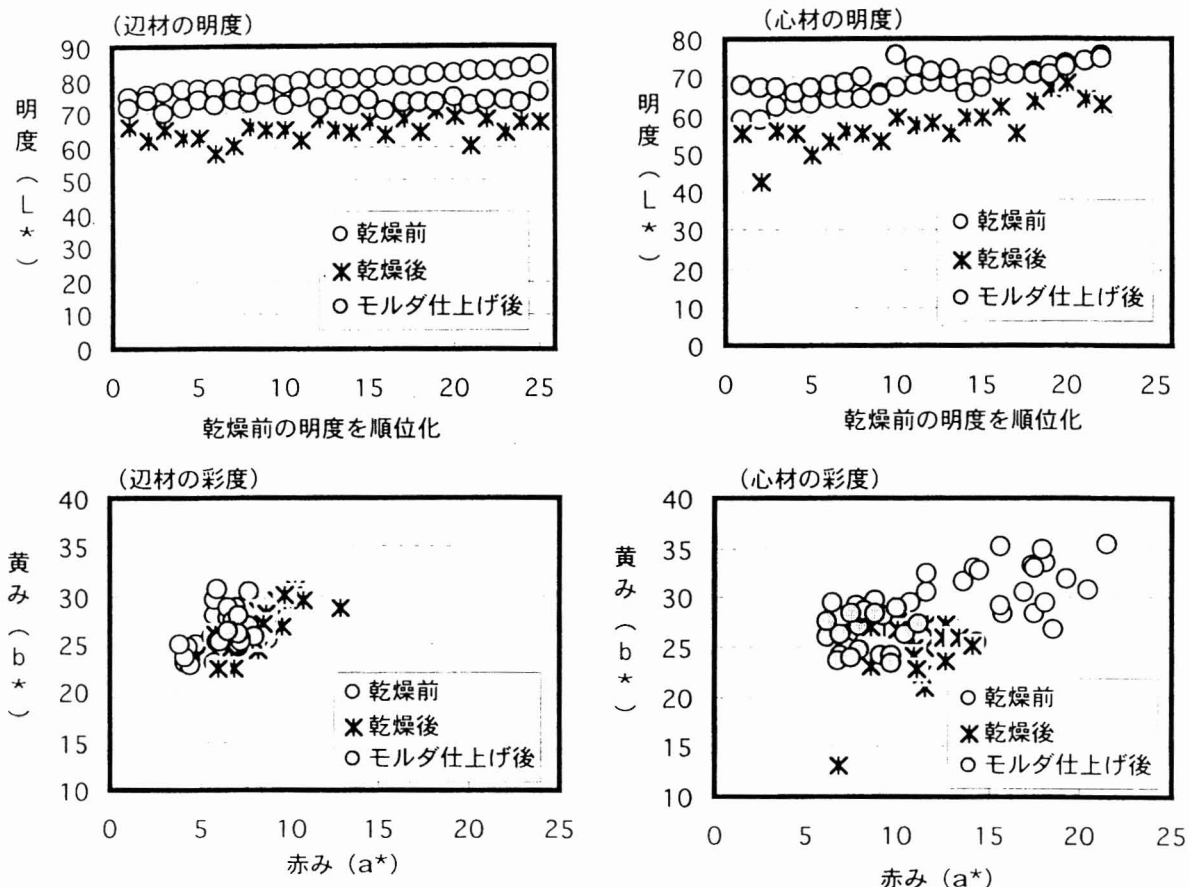 (辺材の明度)
90
80
70
60
50
40
30
20
10
0
明度(L*)
○ 乾燥前
乾燥後
○ モルダ仕上げ後
0 5 10 15 20 25
乾燥前の明度を順位化
(心材の明度)
80
70
60
50
40
30
20
10
0
明度(L*)
○ 乾燥前
乾燥後
○ モルダ仕上げ後
0 5 10 15 20 25
乾燥前の明度を順位化
(辺材の彩度)
40
35
30
25
20
15
10
黄み(b*)
○ 乾燥前
乾燥後
○ モルダ仕上げ後
0 5 10 15 20 25
赤み(a*)
(心材の彩度)
40
35
30
25
20
15
10
黄み(b*)
○ 乾燥前
乾燥後
○ モルダ仕上げ後
0 5 10 15 20 25
赤み(a*)